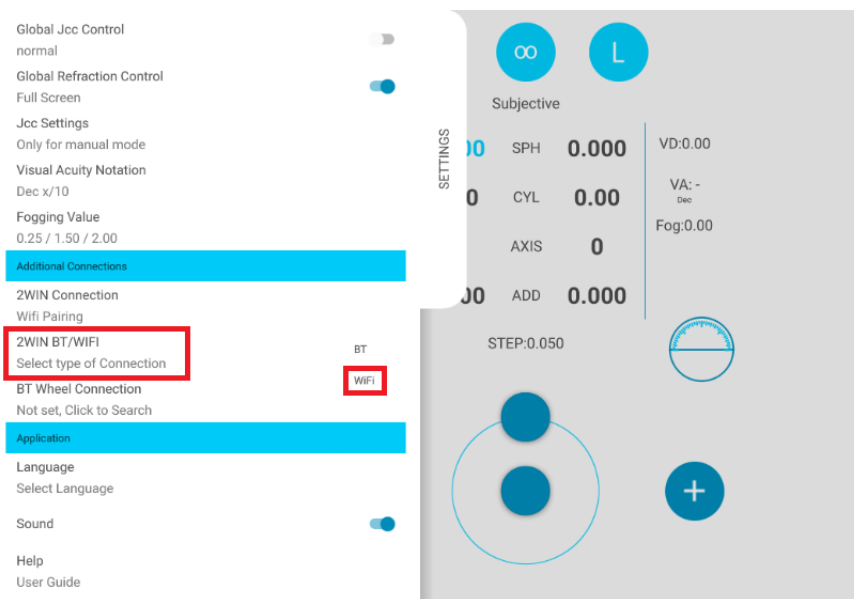 Global Jcc Control
normal
Global Refraction Control
Full Screen
Jcc Settings
Only for manual mode
Visual Acuity Notation
Dec x/10
Fogging Value
0.25 / 1.50 / 2.00
Additional Connections
2WIN Connection
Wifi Pairing
2WIN BT/WIFI
Select type of Connection
BT
WiFi
BT Wheel Connection
Not set, Click to Search
Application
Language
Select Language
Sound
Help
User Guide
SETTINGS
∞ L
Subjective
00 SPH 0.000
0 CYL 0.00
AXIS 0
00 ADD 0.000
VD:0.00
VA: -
Dec
Fog:0.00
STEP:0.050
+